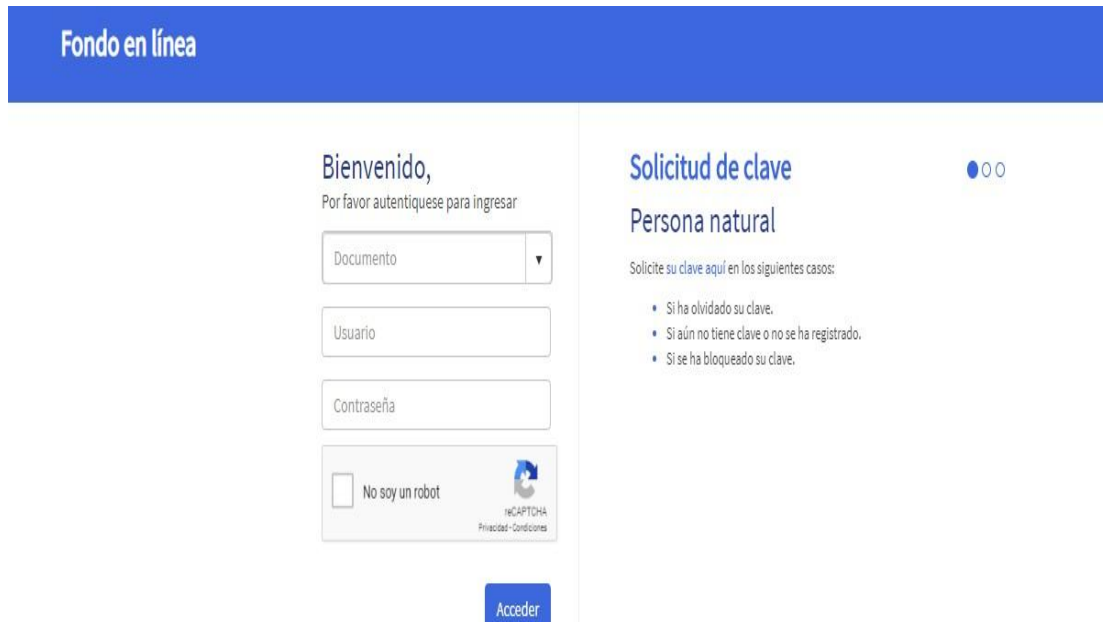 Fondo en línea
Bienvenido,
Por favor autentiquese para ingresar
Documento
Usuario
Contraseña
No soy un robot
reCAPTCHA
Privacidad - Condiciones
Acceder
Solicitud de clave
Persona natural
Solicite su clave aquí en los siguientes casos:
Si ha olvidado su clave.
Si aún no tiene clave o no se ha registrado.
Si se ha bloqueado su clave.